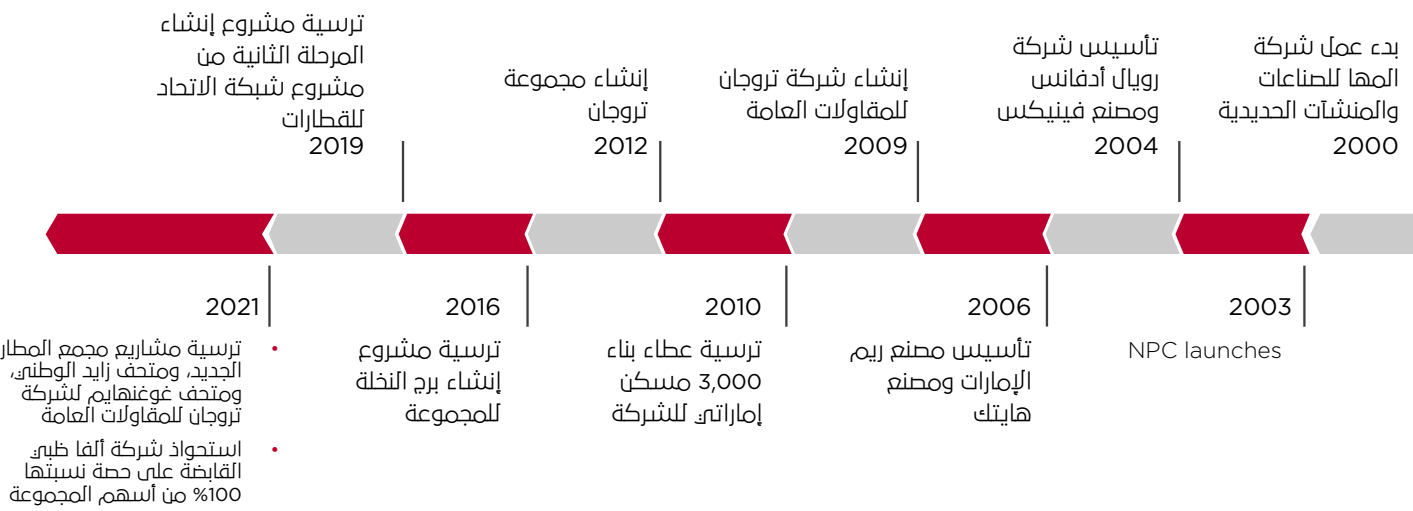 بدء عمل شركة
المها للصناعات
والمنشآت الحديدية
2000
تأسيس شركة
رويال أدفانس
ومصنع فينيكس
2004
إنشاء شركة تروجان
للمقاولات العامة
2009
إنشاء مجموعة
تروجان
2012
ترسية مشروع إنشاء
المرحلة الثانية من
مشروع شبكة الاتحاد
للقطارات
2019
2003
NPC launches
2006
تأسيس مصنع ريم
الإمارات ومصنع
هايتك
2010
ترسية عطاء بناء
3,000 مسكن
إماراتي للشركة
2016
ترسية مشروع
إنشاء برج النخلة
للمجموعة
2021
• ترسية مشاريع مجمع المطار
الجديد، ومتحف زايد الوطني،
ومتحف غوغنهايم لشركة
تروجان للمقاولات العامة
• استحواذ شركة ألفا ظبي
القابضة على حصة نسبتها
100% من أسهم المجموعة